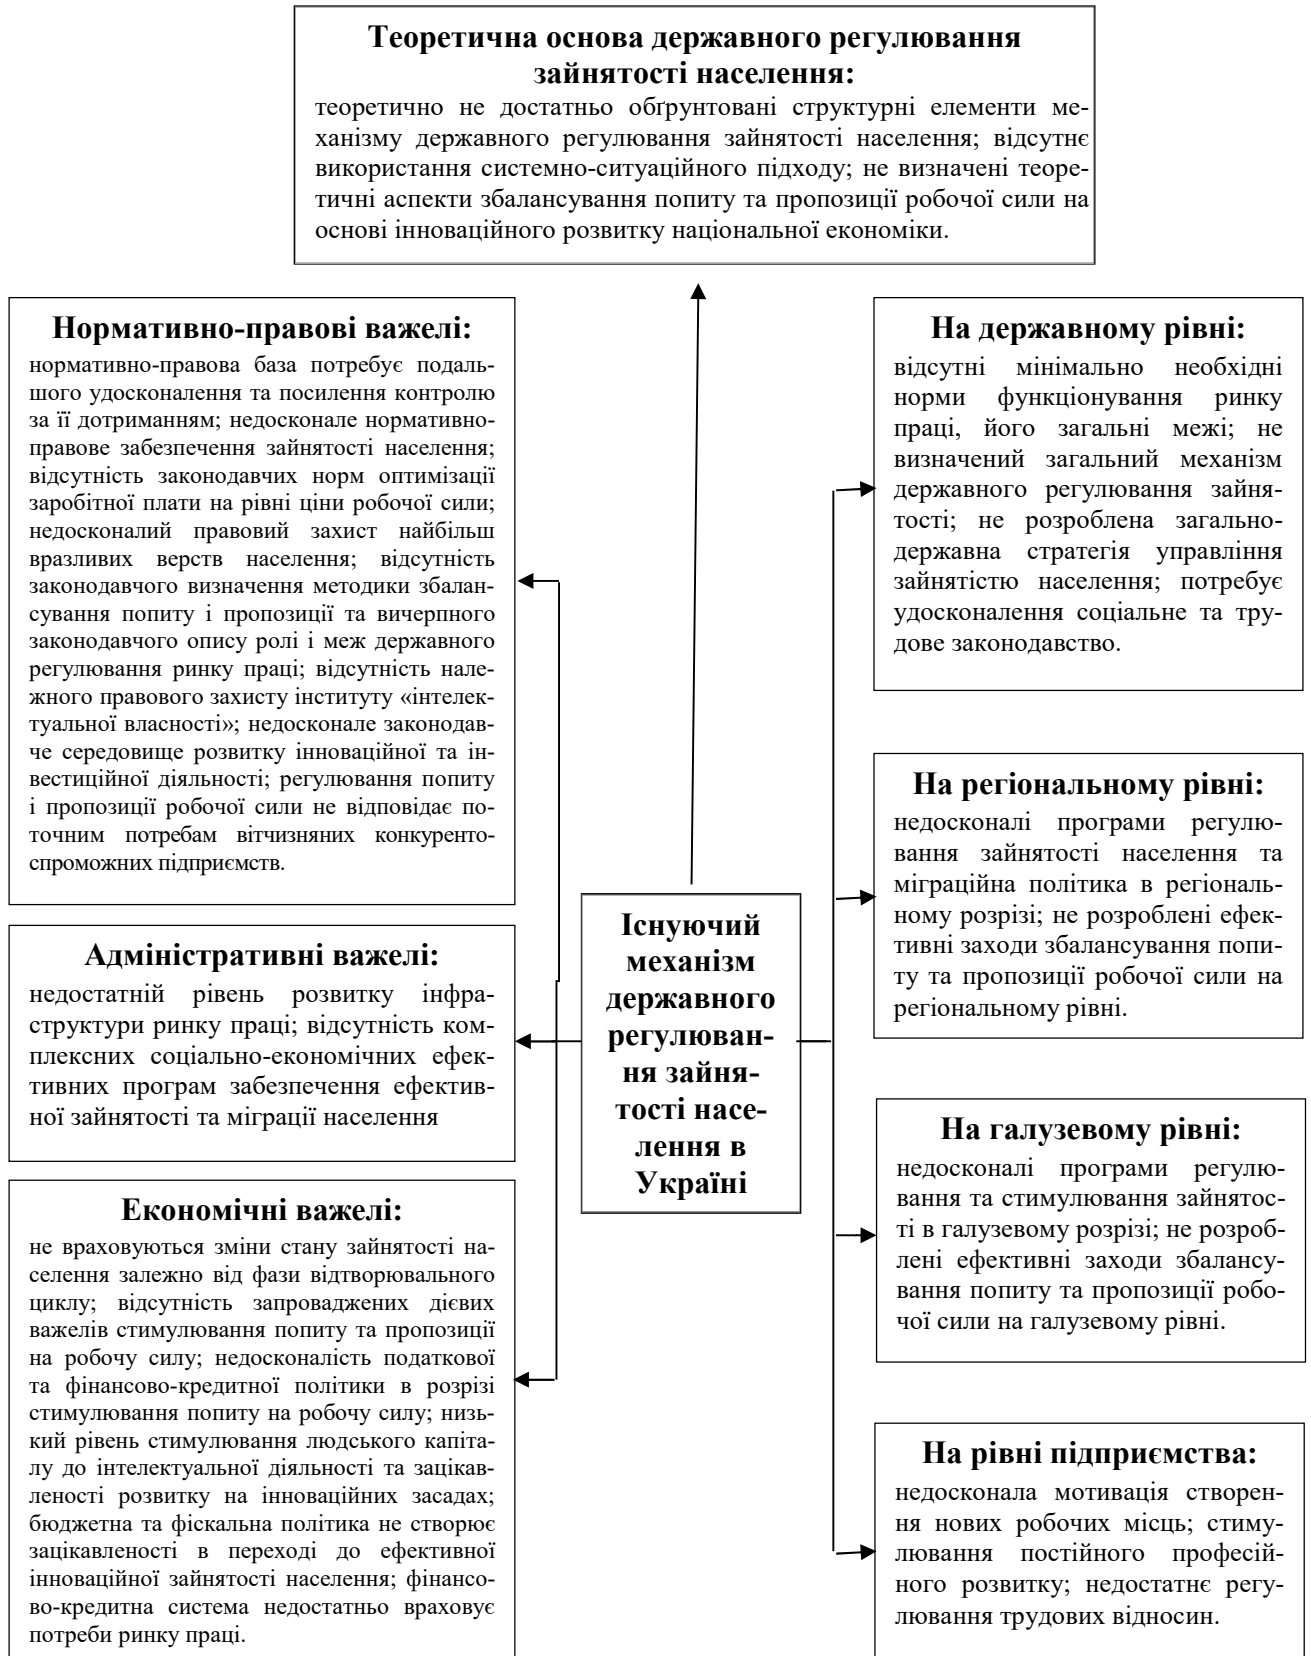 Теоретична основа державного регулювання
зайнятості населення:
теоретично не достатньо обґрунтовані структурні елементи ме-
ханізму державного регулювання зайнятості населення; відсутнє
використання системно-ситуаційного підходу; не визначені теоре-
тичні аспекти збалансування попиту та пропозиції робочої сили на
основі інноваційного розвитку національної економіки.
Нормативно-правові важелі:
нормативно-правова база потребує подаль-
шого удосконалення та посилення контролю
за її дотриманням; недосконале нормативно-
правове забезпечення зайнятості населення;
відсутність законодавчих норм оптимізації
заробітної плати на рівні ціни робочої сили;
недосконалий правовий захист найбільш
вразливих верств населення; відсутність
законодавчого визначення методики збалан-
сування попиту і пропозиції та вичерпного
законодавчого опису ролі і меж державного
регулювання ринку праці; відсутність нале-
жного правового захисту інституту «інтелек-
туальної власності»; недосконале законодав-
че середовище розвитку інноваційної та ін-
вестиційної діяльності; регулювання попиту
і пропозиції робочої сили не відповідає по-
точним потребам вітчизняних конкуренто-
спроможних підприємств.
Адміністративні важелі:
недостатній рівень розвитку інфра-
структури ринку праці; відсутність ком-
плексних соціально-економічних ефек-
тивних програм забезпечення ефектив-
ної зайнятості та міграції населення
Економічні важелі:
не враховуються зміни стану зайнятості на-
селення залежно від фази відтворювального
циклу; відсутність запроваджених дієвих
важелів стимулювання попиту та пропозиції
на робочу силу; недосконалість податкової
та фінансово-кредитної політики в розрізі
стимулювання попиту на робочу силу; низь-
кий рівень стимулювання людського капіта-
лу до інтелектуальної діяльності та зацікав-
леності розвитку на інноваційних засадах;
бюджетна та фіскальна політика не створює
зацікавленості в переході до ефективної
інноваційної зайнятості населення; фінансо-
во-кредитна система недостатньо враховує
потреби ринку праці.
Існуючий
механізм
державного
регулюван-
ня зайня-
тості насе-
лення в
Україні
На державному рівні:
відсутні мінімально необхідні
норми функціонування ринку
праці, його загальні межі; не
визначений загальний механізм
державного регулювання зайня-
тості; не розроблена загально-
державна стратегія управління
зайнятістю населення; потребує
удосконалення соціальне та тру-
дове законодавство.
На регіональному рівні:
недосконалі програми регулю-
вання зайнятості населення та
міграційна політика в регіональ-
ному розрізі; не розроблені ефек-
тивні заходи збалансування попи-
ту та пропозиції робочої сили на
регіональному рівні.
На галузевому рівні:
недосконалі програми регулю-
вання та стимулювання зайнятос-
ті в галузевому розрізі; не розроб-
лені ефективні заходи збалансу-
вання попиту та пропозиції робо-
чої сили на галузевому рівні.
На рівні підприємства:
недосконала мотивація створен-
ня нових робочих місць; стиму-
лювання постійного професій-
ного розвитку; недостатнє регу-
лювання трудових відносин.